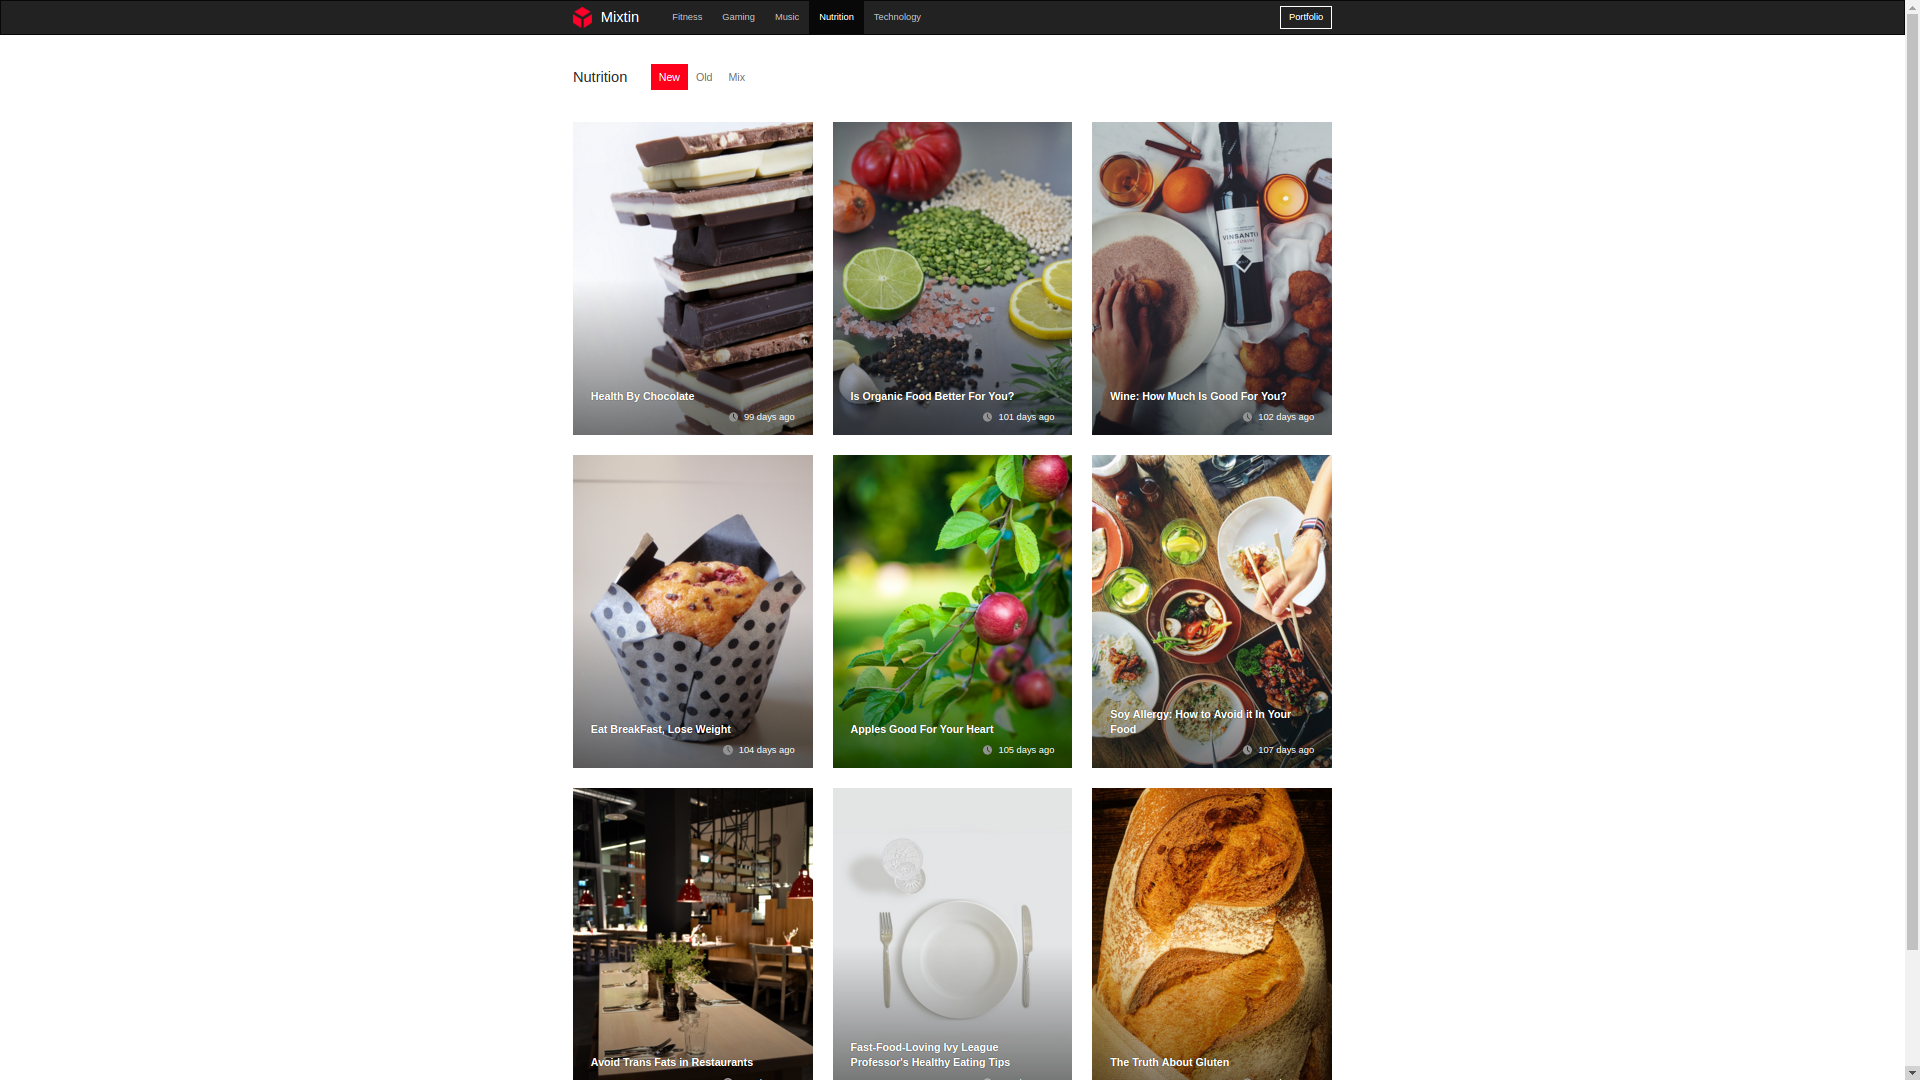 Mixtin
Fitness
Gaming
Music
Nutrition
Technology
Portfolio
Nutrition
New
Old
Mix
VINSANTO
Health By Chocolate
99 days ago
Is Organic Food Better For You?
101 days ago
Wine: How Much Is Good For You?
102 days ago
Eat BreakFast, Lose Weight
104 days ago
Apples Good For Your Heart
105 days ago
Soy Allergy: How to Avoid it In Your
Food
107 days ago
Avoid Trans Fats in Restaurants
Fast-Food-Loving Ivy League
Professor's Healthy Eating Tips
The Truth About Gluten